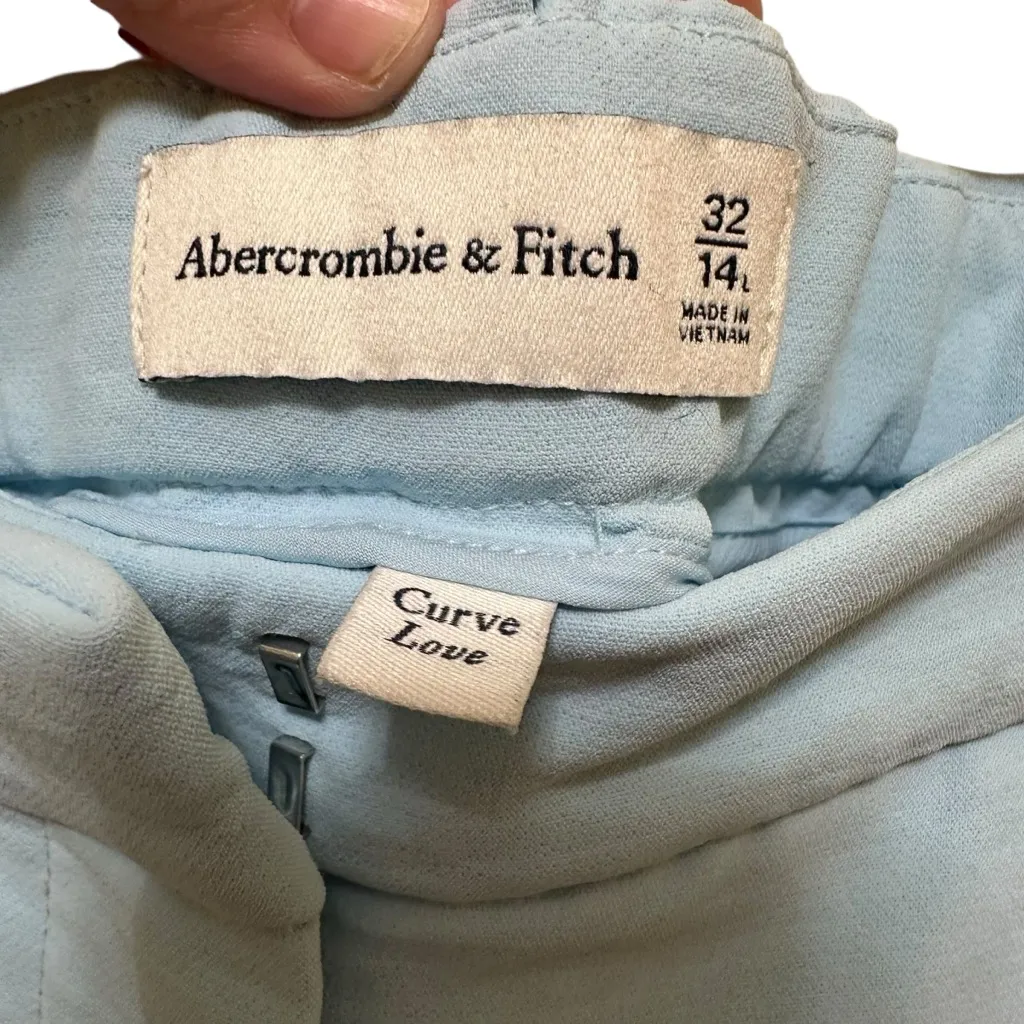 Abercrombie & Fitch
32
14L
MADE IN
VIETNAM
Curve
Love